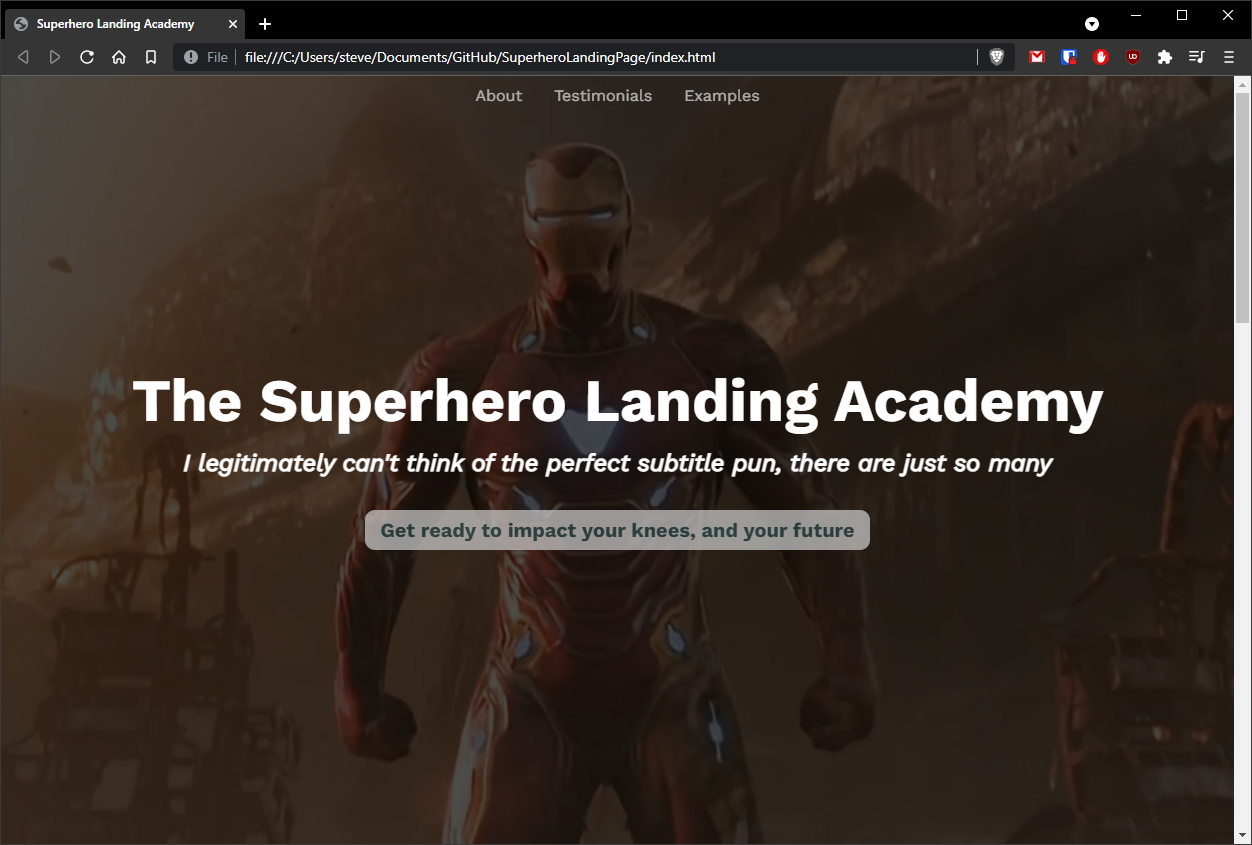 Superhero Landing Academy
File
file:///C:/Users/steve/Documents/GitHub/SuperheroLandingPage/index.html
About Testimonials Examples
The Superhero Landing Academy
I legitimately can't think of the perfect subtitle pun, there are just so many
Get ready to impact your knees, and your future